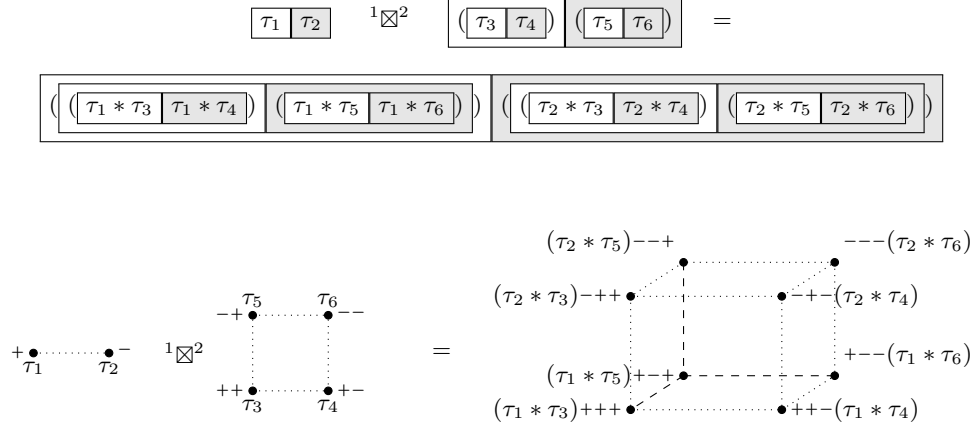 τ₁ τ₂ ¹⊠² (τ₃ τ₄) (τ₅ τ₆) =
((τ₁ ∗ τ₃ τ₁ ∗ τ₄) (τ₁ ∗ τ₅ τ₁ ∗ τ₆)) ((τ₂ ∗ τ₃ τ₂ ∗ τ₄) (τ₂ ∗ τ₅ τ₂ ∗ τ₆))
(τ₂ ∗ τ₅)−−+ −−−(τ₂ ∗ τ₆)
τ₅ τ₆ (τ₂ ∗ τ₃)−++ −+−(τ₂ ∗ τ₄)
−+ −−
+ − ¹⊠² = +−−(τ₁ ∗ τ₆)
τ₁ τ₂ (τ₁ ∗ τ₅)+−+
++ +−
τ₃ τ₄ (τ₁ ∗ τ₃)+++ ++−(τ₁ ∗ τ₄)